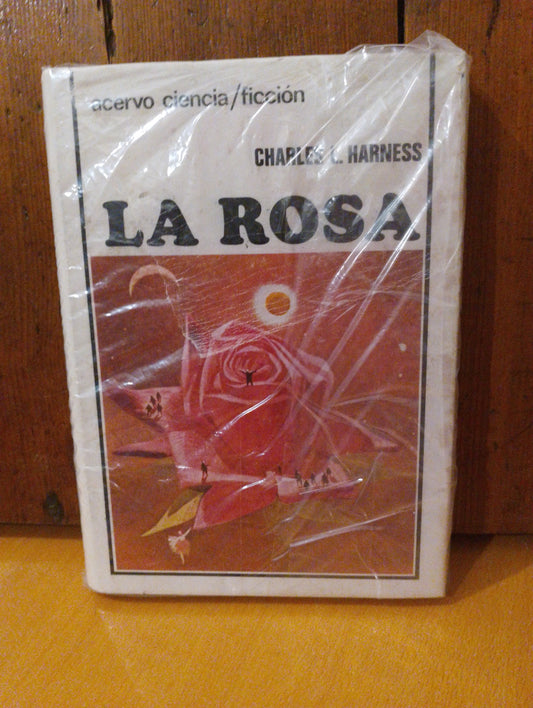 acervo ciencia/ficción
CHARLES L. HARNESS
LA ROSA